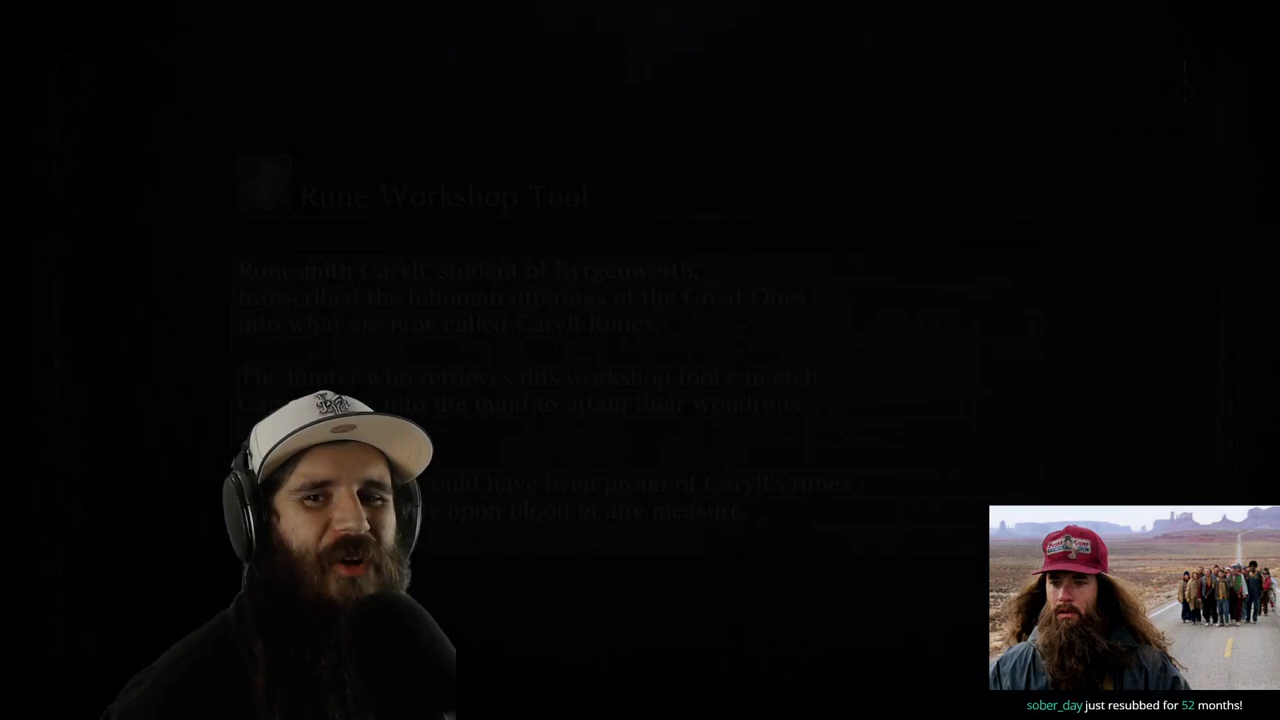 Rune Workshop Tool
Runesmith Caryll, student of Byrgenwerth,
transcribed the inhuman utterings of the Great Ones
into what are now called Caryll Runes.
The hunter who retrieves this workshop tool can etch
into the mind to attain their wondrous
ould have been proud of Caryll's runes,
upon blood in any measure.
sober_day just resubbed for 52 months!